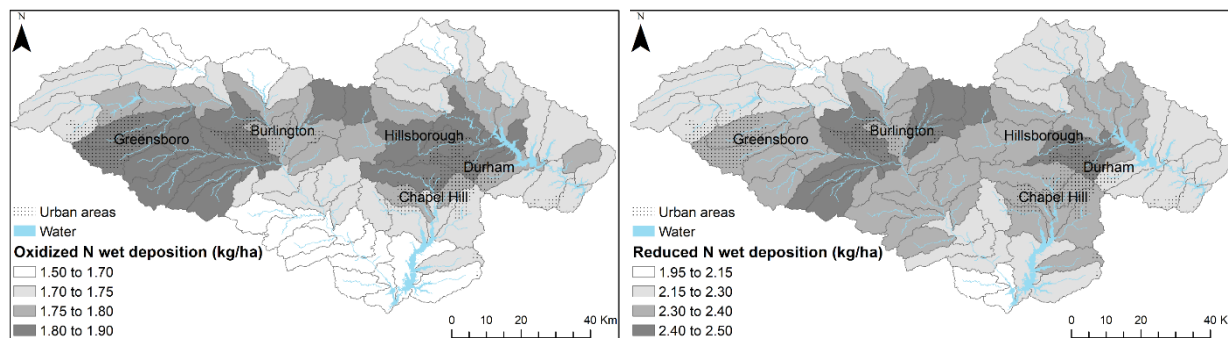 N
Greensboro
Burlington
Hillsborough
Durham
Chapel Hill
Urban areas
Water
Oxidized N wet deposition (kg/ha)
1.50 to 1.70
1.70 to 1.75
1.75 to 1.80
1.80 to 1.90
0 10 20 40 Km
N
Greensboro
Burlington
Hillsborough
Durham
Chapel Hill
Urban areas
Water
Reduced N wet deposition (kg/ha)
1.95 to 2.15
2.15 to 2.30
2.30 to 2.40
2.40 to 2.50
0 10 20 40 Km